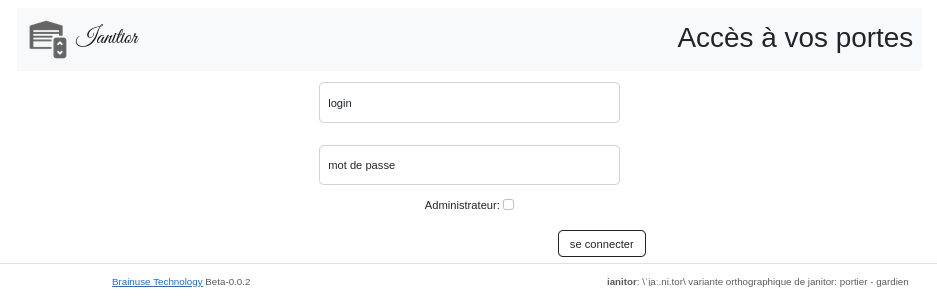 Janitior
Accès à vos portes
login
mot de passe
Administrateur:
se connecter
Brainuse Technology Beta-0.0.2
ianitor: \ˈja:.ni.tor\ variante orthographique de janitor: portier - gardien